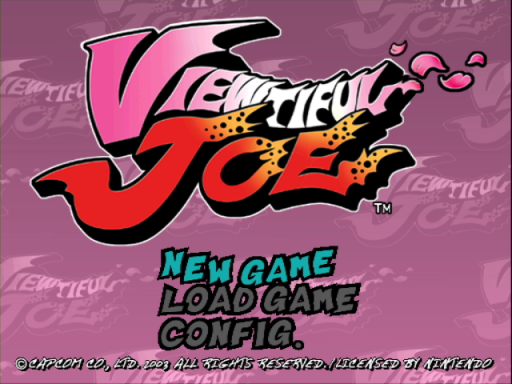 VIEWTIFUL
JOE
TM
NEW GAME
LOAD GAME
CONFIG.
©CAPCOM CO., LTD. 2003 ALL RIGHTS RESERVED./LICENSED BY NINTENDO